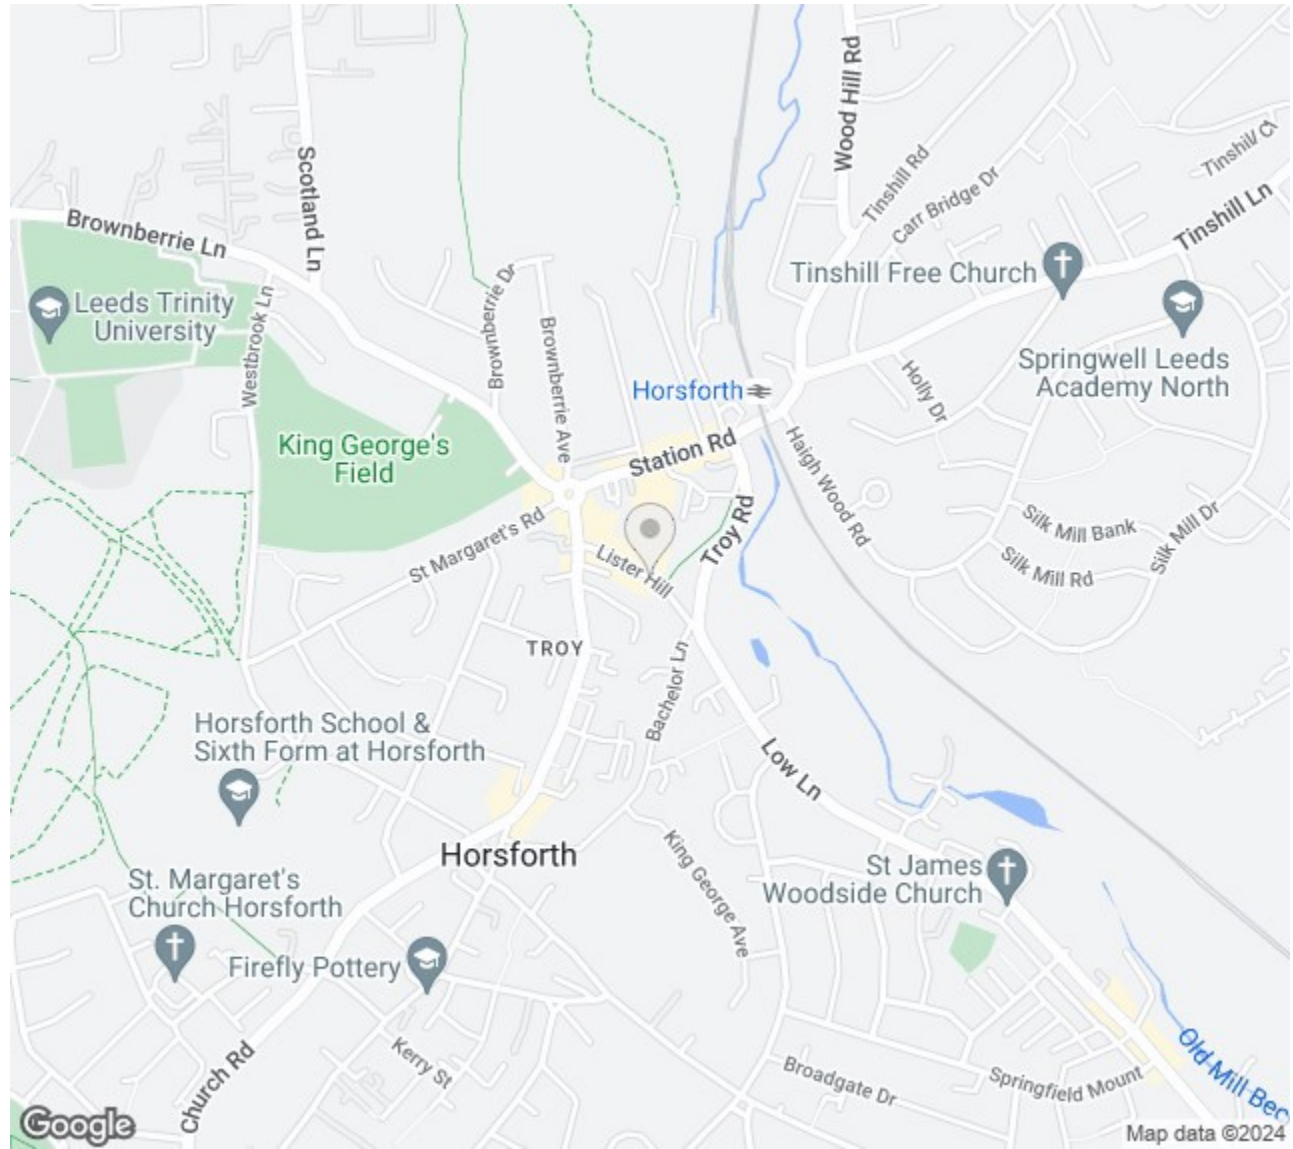 Wood Hill Rd
Scotland Ln
Tinshill Rd
Carr Bridge Dr
Tinshill Ln
Brownberrie Ln
Tinshill Free Church
Leeds Trinity
University
Westbrook Ln
Brownberrie Dr
Brownberrie Ave
Springwell Leeds
Academy North
Horsforth
Holly Dr
King George's
Field
Station Rd
Haigh Wood Rd
St Margaret's Rd
Lister Hill
Troy Rd
Silk Mill Bank
Silk Mill Rd
Silk Mill Dr
TROY
Bachelor Ln
Horsforth School &
Sixth Form at Horsforth
Low Ln
Horsforth
King George Ave
St James
Woodside Church
St. Margaret's
Church Horsforth
Firefly Pottery
Church Rd
Kerry St
Broadgate Dr
Springfield Mount
Old Mill Bec
Google
Map data ©2024